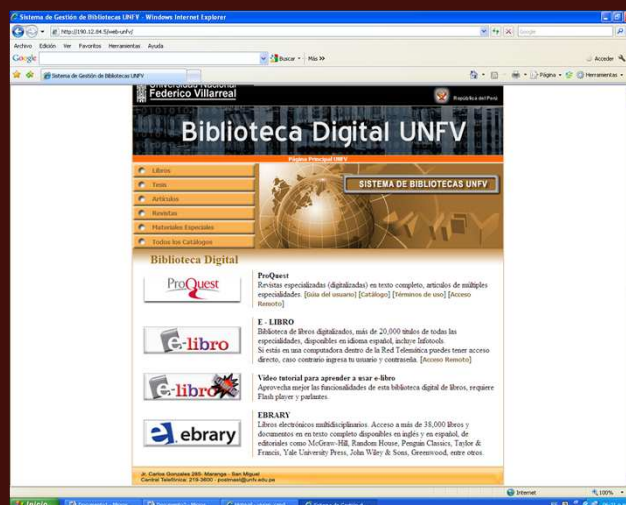 Sistema de Gestión de Bibliotecas UNFV - Windows Internet Explorer
http://190.12.84.5/web-unfv/
Google
Archivo Edición Ver Favoritos Herramientas Ayuda
Google
Buscar
Más >>
Acceder
Sistema de Gestión de Bibliotecas UNFV
Página
Herramientas
Universidad Nacional
Federico Villarreal
República del Perú
Biblioteca Digital UNFV
Página Principal UNFV
Libros
Tesis
Artículos
Revistas
Materiales Especiales
Todos los Catálogos
SISTEMA DE BIBLIOTECAS UNFV
Biblioteca Digital
ProQuest
ProQuest
Revistas especializadas (digitalizadas) en texto completo, artículos de múltiples
especialidades. [Guía del usuario] [Catálogo] [Términos de uso] [Acceso
Remoto]
e-libro
E - LIBRO
Biblioteca de libros digitalizados, más de 20,000 títulos de todas las
especialidades, disponibles en idioma español, incluye Infotools.
Si estás en una computadora dentro de la Red Telemática puedes tener acceso
directo, caso contrario ingresa tu usuario y contraseña. [Acceso Remoto]
e-libro
Video tutorial para aprender a usar e-libro
Aprovecha mejor las funcionalidades de esta biblioteca digital de libros, requiere
Flash player y parlantes.
ebrary
EBRARY
Libros electrónicos multidisciplinarios. Acceso a más de 38,000 libros y
documentos en en texto completo disponibles en inglés y en español, de
editoriales como McGraw-Hill, Random House, Penguin Classics, Taylor &
Francis, Yale University Press, John Wiley & Sons, Greenwood, entre otros.
Jr. Carlos Gonzales 285- Maranga - San Miguel
Central Telefónica: 219-3600 - postmast@unfv.edu.pe
Internet
100%
Inicio